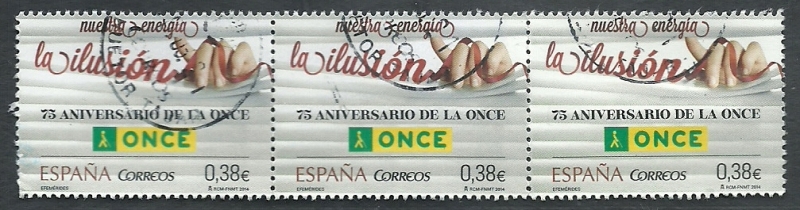 nuestra energía
la ilusión
75 ANIVERSARIO DE LA ONCE
ONCE
ESPAÑA CORREOS 0,38€
EFEMÉRIDES RCM-FNMT 2014
nuestra energía
la ilusión
75 ANIVERSARIO DE LA ONCE
ONCE
ESPAÑA CORREOS 0,38€
EFEMÉRIDES RCM-FNMT 2014
nuestra energía
la ilusión
75 ANIVERSARIO DE LA ONCE
ONCE
ESPAÑA CORREOS 0,38€
EFEMÉRIDES RCM-FNMT 2014